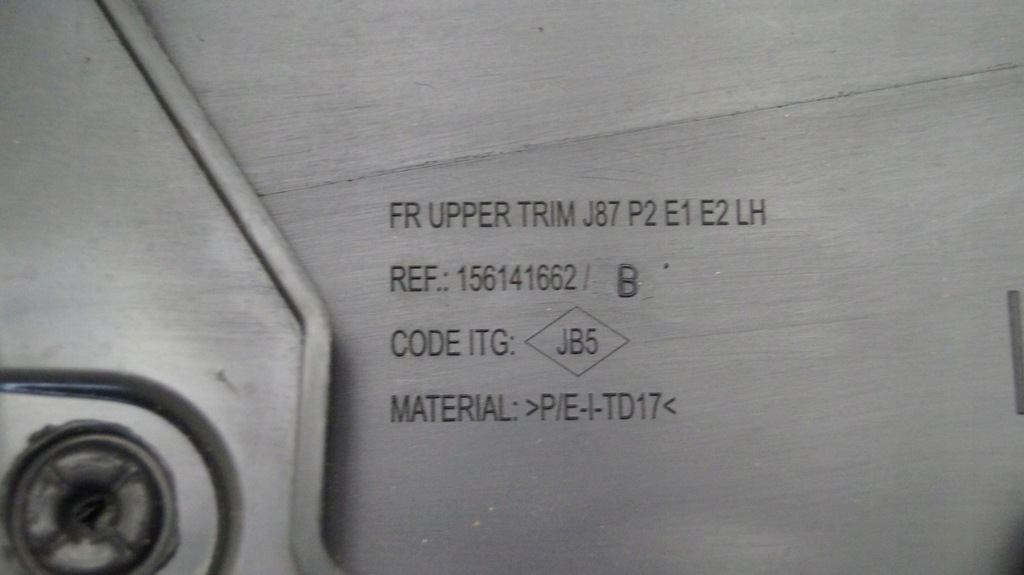 FR UPPER TRIM J87 P2 E1 E2 LH
REF.: 156141662 / B
CODE ITG: JB5
MATERIAL: >P/E-I-TD17<